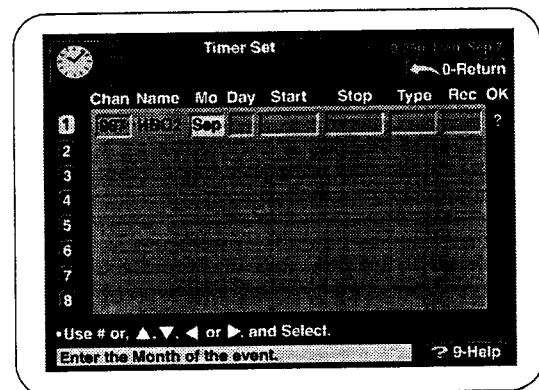 Timer Set
0-Return
Chan Name Mo Day Start Stop Type Rec OK
1 Sep ?
2
3
4
5
6
7
8
•Use # or, ▲,▼, ◀ or ▶, and Select.
Enter the Month of the event.
? 9-Help